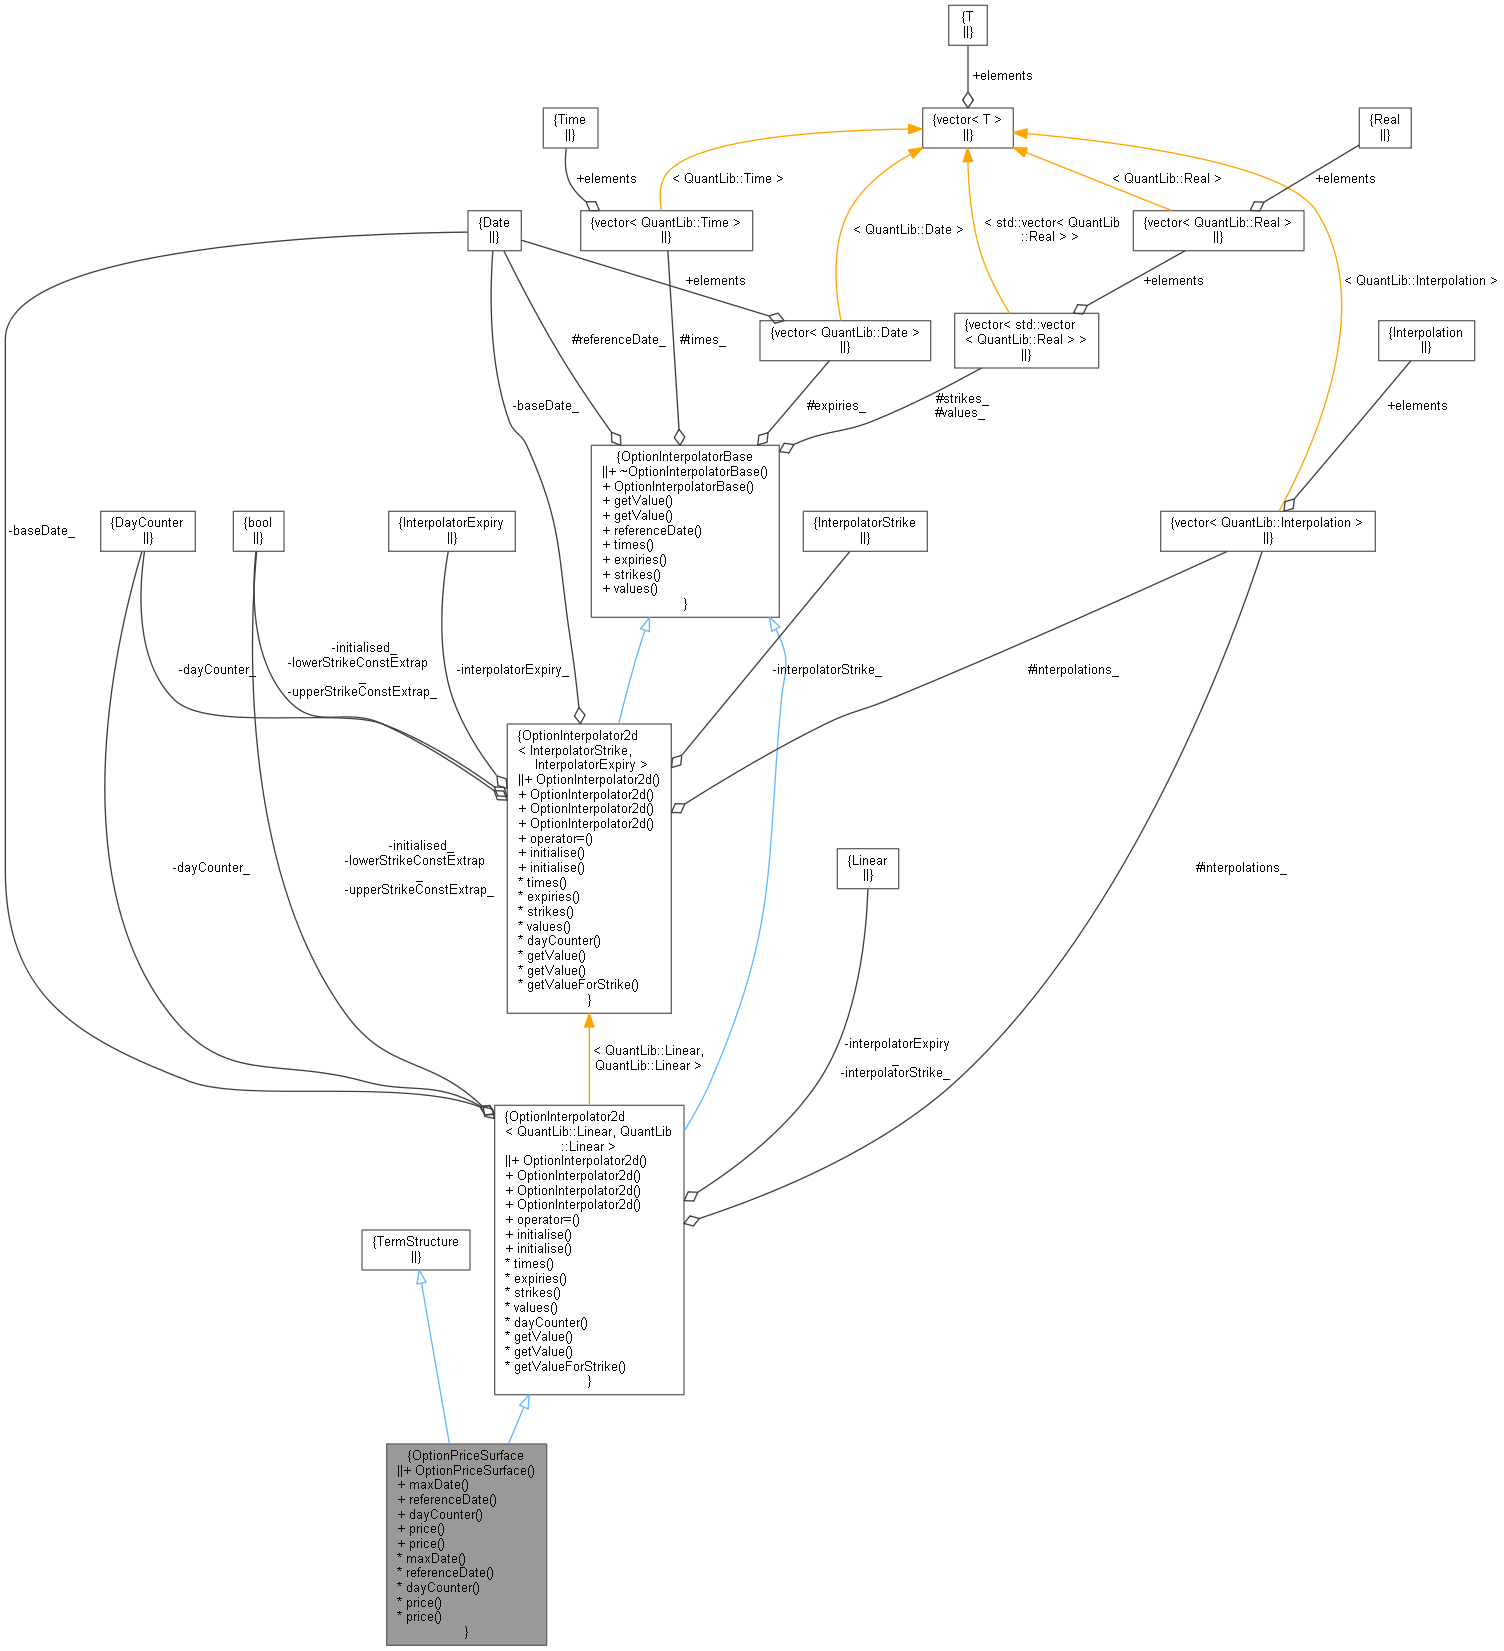 {T
||}
+elements
{Time
||}
{vector< T >
||}
{Real
||}
+elements
< QuantLib::Time >
< QuantLib::Real >
+elements
{Date
||}
{vector< QuantLib::Time >
||}
< QuantLib::Date >
< std::vector< QuantLib
::Real > >
{vector< QuantLib::Real >
||}
+elements
+elements
< QuantLib::Interpolation >
#referenceDate_
#times_
{vector< QuantLib::Date >
||}
{vector< std::vector
< QuantLib::Real > >
||}
{Interpolation
||}
-baseDate_
#expiries_
#strikes_
#values_
+elements
{OptionInterpolatorBase
||+ ~OptionInterpolatorBase()
+ OptionInterpolatorBase()
+ getValue()
+ getValue()
+ referenceDate()
+ times()
+ expiries()
+ strikes()
+ values()
}
-baseDate_
{DayCounter
||}
{bool
||}
{InterpolatorExpiry
||}
{InterpolatorStrike
||}
{vector< QuantLib::Interpolation >
||}
-dayCounter_
-initialised_
-lowerStrikeConstExtrap
_
-upperStrikeConstExtrap_
-interpolatorExpiry_
-interpolatorStrike_
#interpolations_
{OptionInterpolator2d
< InterpolatorStrike,
InterpolatorExpiry >
||+ OptionInterpolator2d()
+ OptionInterpolator2d()
+ OptionInterpolator2d()
+ OptionInterpolator2d()
+ operator=()
+ initialise()
+ initialise()
* times()
* expiries()
* strikes()
* values()
* dayCounter()
* getValue()
* getValue()
* getValueForStrike()
}
-dayCounter_
-initialised_
-lowerStrikeConstExtrap
_
-upperStrikeConstExtrap_
{Linear
||}
#interpolations_
< QuantLib::Linear,
QuantLib::Linear >
-interpolatorExpiry
_
-interpolatorStrike_
{OptionInterpolator2d
< QuantLib::Linear, QuantLib
::Linear >
||+ OptionInterpolator2d()
+ OptionInterpolator2d()
+ OptionInterpolator2d()
+ OptionInterpolator2d()
+ operator=()
+ initialise()
+ initialise()
* times()
* expiries()
* strikes()
* values()
* dayCounter()
* getValue()
* getValue()
* getValueForStrike()
}
{TermStructure
||}
{OptionPriceSurface
||+ OptionPriceSurface()
+ maxDate()
+ referenceDate()
+ dayCounter()
+ price()
+ price()
* maxDate()
* referenceDate()
* dayCounter()
* price()
* price()
}